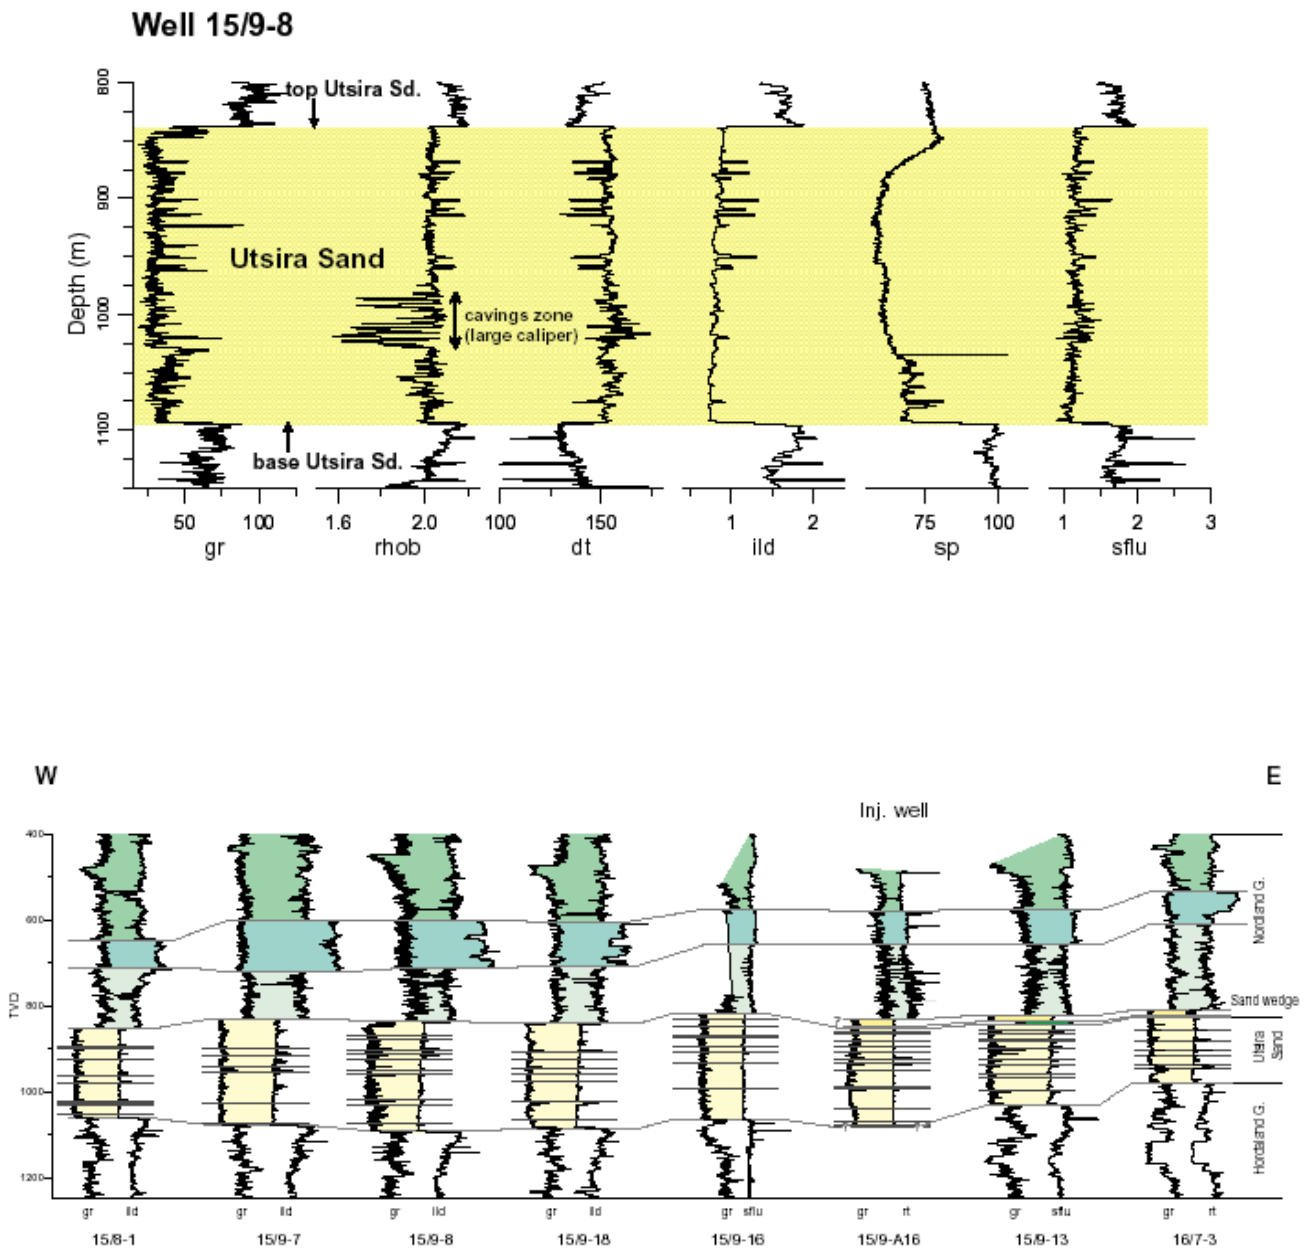 Well 15/9-8
800
900
1000
1100
Depth (m)
top Utsira Sd.
Utsira Sand
cavings zone
(large caliper)
base Utsira Sd.
50 100 1.6 2.0 100 150 1 2 75 100 1 2 3
gr rhob dt ild sp sflu
W E
Inj. well
400
600
800
1000
1200
TVD
Nordland G.
Sand wedge
Utsira
Sand
Hordaland G.
? ?
gr ild gr ild gr ild gr ild gr sflu gr rt gr sflu gr rt
15/8-1 15/9-7 15/9-8 15/9-18 15/9-16 15/9-A16 15/9-13 16/7-3